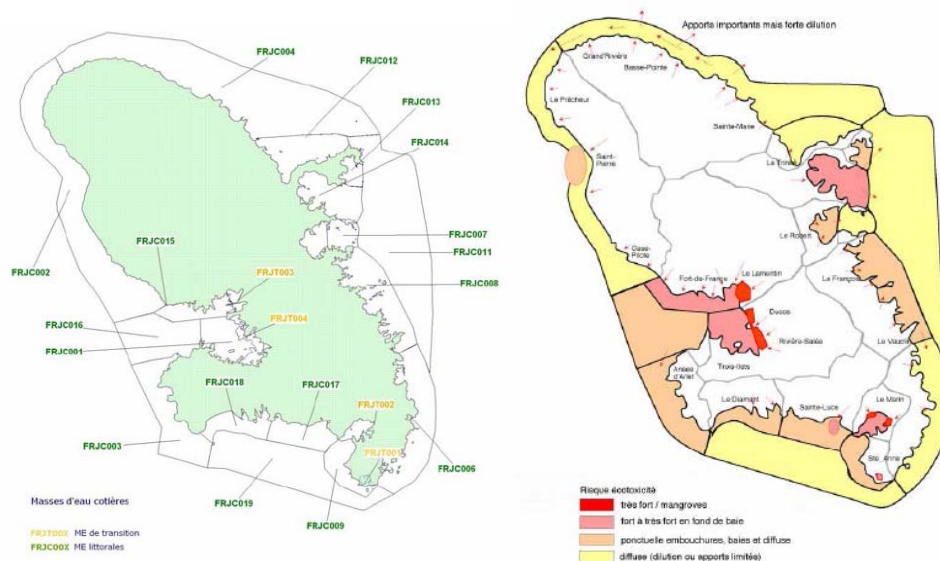 FRJC004
FRJC012
FRJC013
FRJC014
FRJC007
FRJC015
FRJC011
FRJC002
FRJT003
FRJC008
FRJC016
FRJT004
FRJC001
FRJC018
FRJC017
FRJT002
FRJC003
FRJT001
FRJC006
FRJC019
FRJC009
Masses d'eau cotières
FRJT00X ME de transition
FRJC00X ME littorales
Apports importants mais forte dilution
Grand'Rivière
Basse-Pointe
Le Prêcheur
Sainte-Marie
Saint-
Pierre
La Trinité
Le Robert
Case-
Pilote
Fort-de-France
Le Lamentin
Le François
Ducos
Rivière-Salée
Le Vauclin
Anses
d'Arlet
Trois-Ilets
Le Diamant
Sainte-Luce
Le Marin
Ste_Anne
Risque écotoxicité
très fort / mangroves
fort à très fort en fond de baie
ponctuelle embouchures, baies et diffuse
diffuse (dilution ou apports limitée)